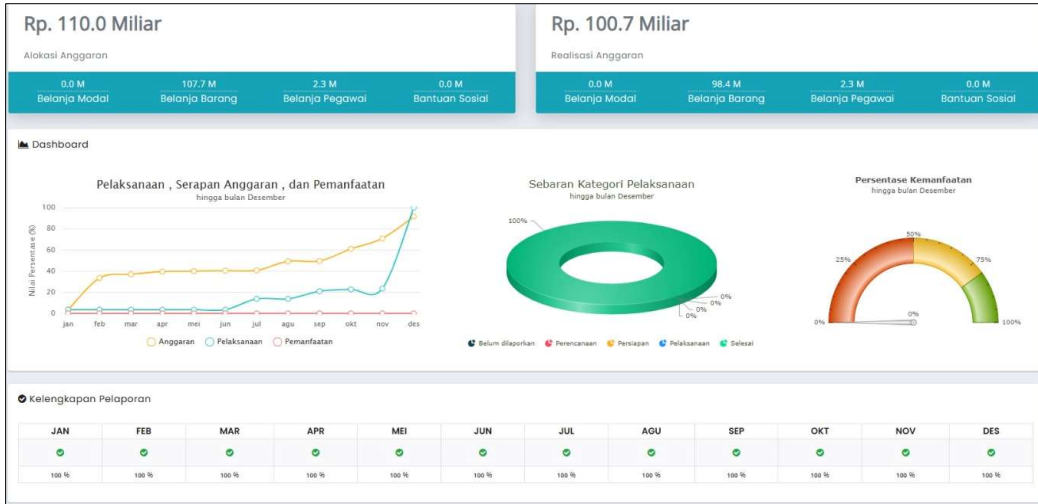 Rp. 110.0 Miliar
Alokasi Anggaran
0.0 M 107.7 M 2.3 M 0.0 M
Belanja Modal Belanja Barang Belanja Pegawai Bantuan Sosial
Rp. 100.7 Miliar
Realisasi Anggaran
0.0 M 98.4 M 2.3 M 0.0 M
Belanja Modal Belanja Barang Belanja Pegawai Bantuan Sosial
Dashboard
Pelaksanaan , Serapan Anggaran , dan Pemanfaatan
hingga bulan Desember
Nilai Persentase (%)
100
80
60
40
20
0
jan feb mar apr mei jun jul agu sep okt nov des
Anggaran Pelaksanaan Pemanfaatan
Sebaran Kategori Pelaksanaan
hingga bulan Desember
100%
0%
0%
0%
0%
Belum dilaporkan Perencanaan Persiapan Pelaksanaan Selesai
Persentase Kemanfaatan
hingga bulan Desember
50%
25% 75%
0% 0% 100%
Kelengkapan Pelaporan
JAN FEB MAR APR MEI JUN JUL AGU SEP OKT NOV DES
100 % 100 % 100 % 100 % 100 % 100 % 100 % 100 % 100 % 100 % 100 % 100 %